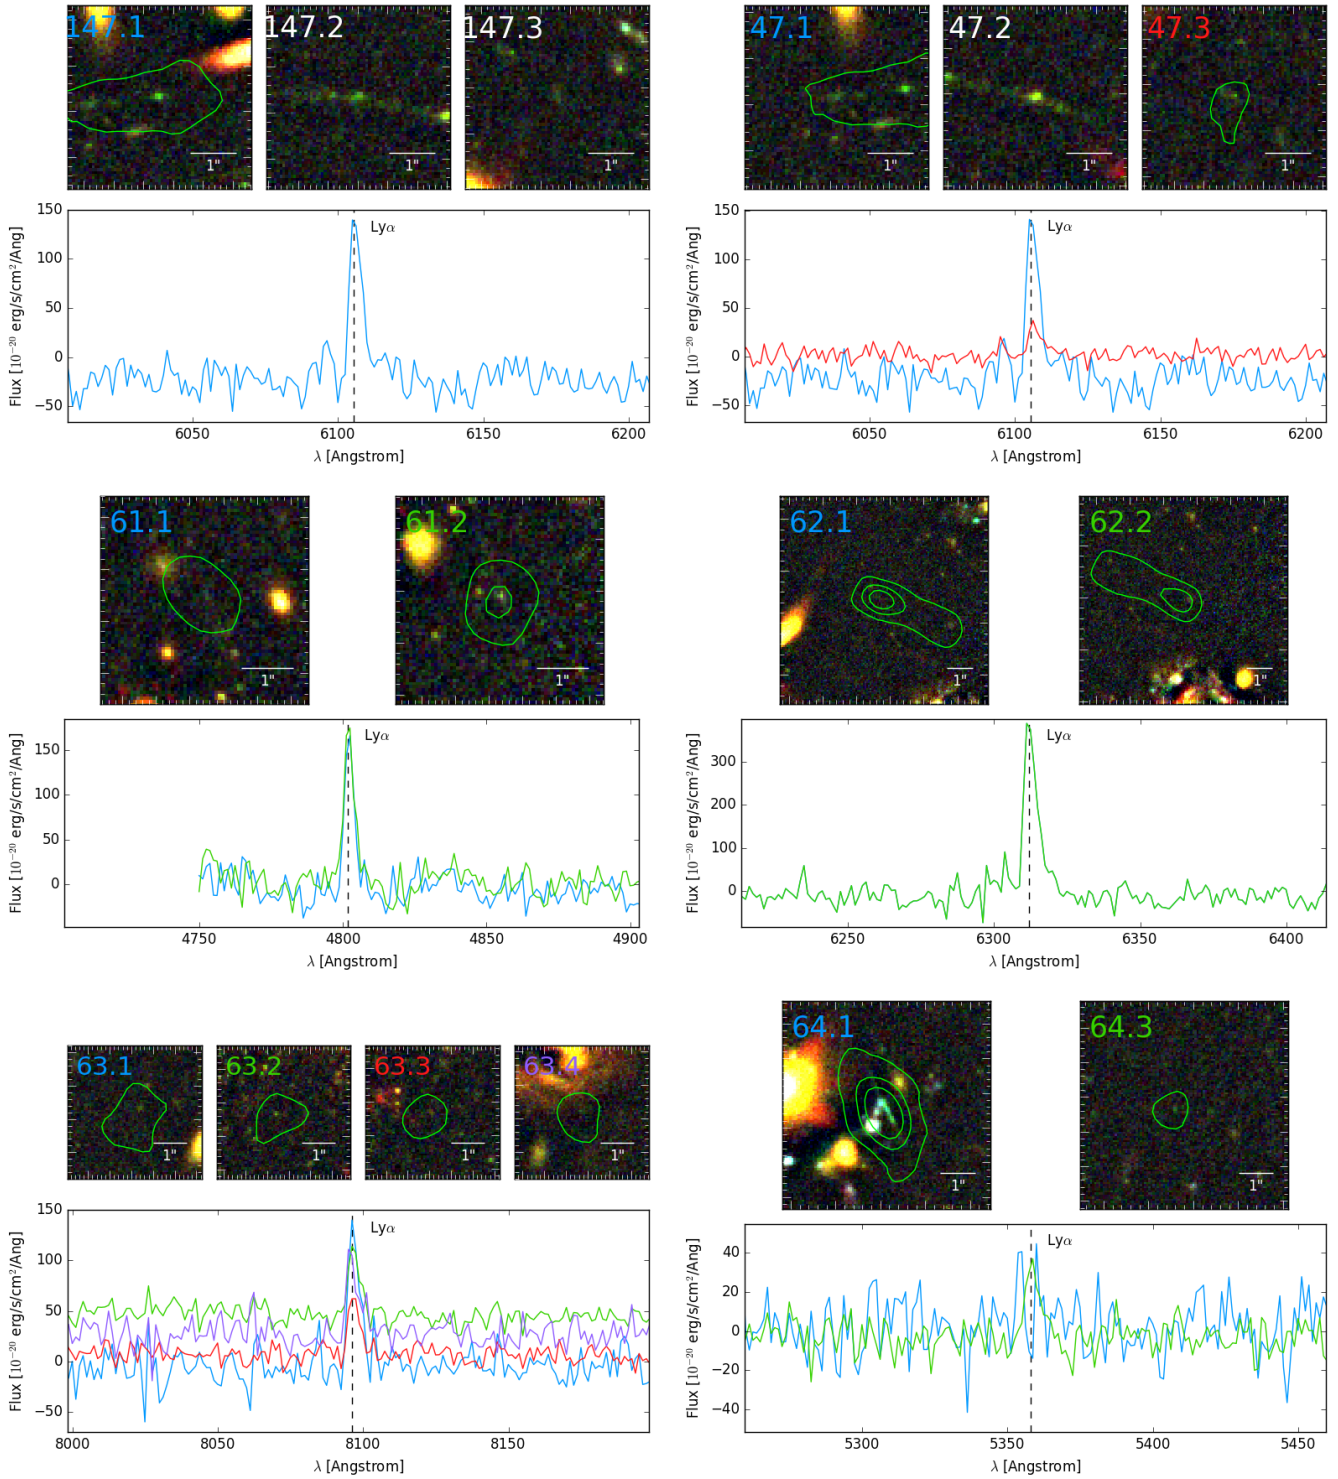 147.1 147.2 147.3
1" 1" 1"
150
100
50
0
−50
Flux [10⁻²⁰ erg/s/cm²/Ang]
Lyα
6050 6100 6150 6200
λ [Angstrom]
47.1 47.2 47.3
1" 1" 1"
150
100
50
0
−50
Flux [10⁻²⁰ erg/s/cm²/Ang]
Lyα
6050 6100 6150 6200
λ [Angstrom]
61.1 61.2
1" 1"
150
100
50
0
Flux [10⁻²⁰ erg/s/cm²/Ang]
Lyα
4750 4800 4850 4900
λ [Angstrom]
62.1 62.2
1" 1"
300
200
100
0
Flux [10⁻²⁰ erg/s/cm²/Ang]
Lyα
6250 6300 6350 6400
λ [Angstrom]
63.1 63.2 63.3 63.4
1" 1" 1" 1"
150
100
50
0
−50
Flux [10⁻²⁰ erg/s/cm²/Ang]
Lyα
8000 8050 8100 8150
λ [Angstrom]
64.1 64.3
1" 1"
40
20
0
−20
−40
Flux [10⁻²⁰ erg/s/cm²/Ang]
Lyα
5300 5350 5400 5450
λ [Angstrom]